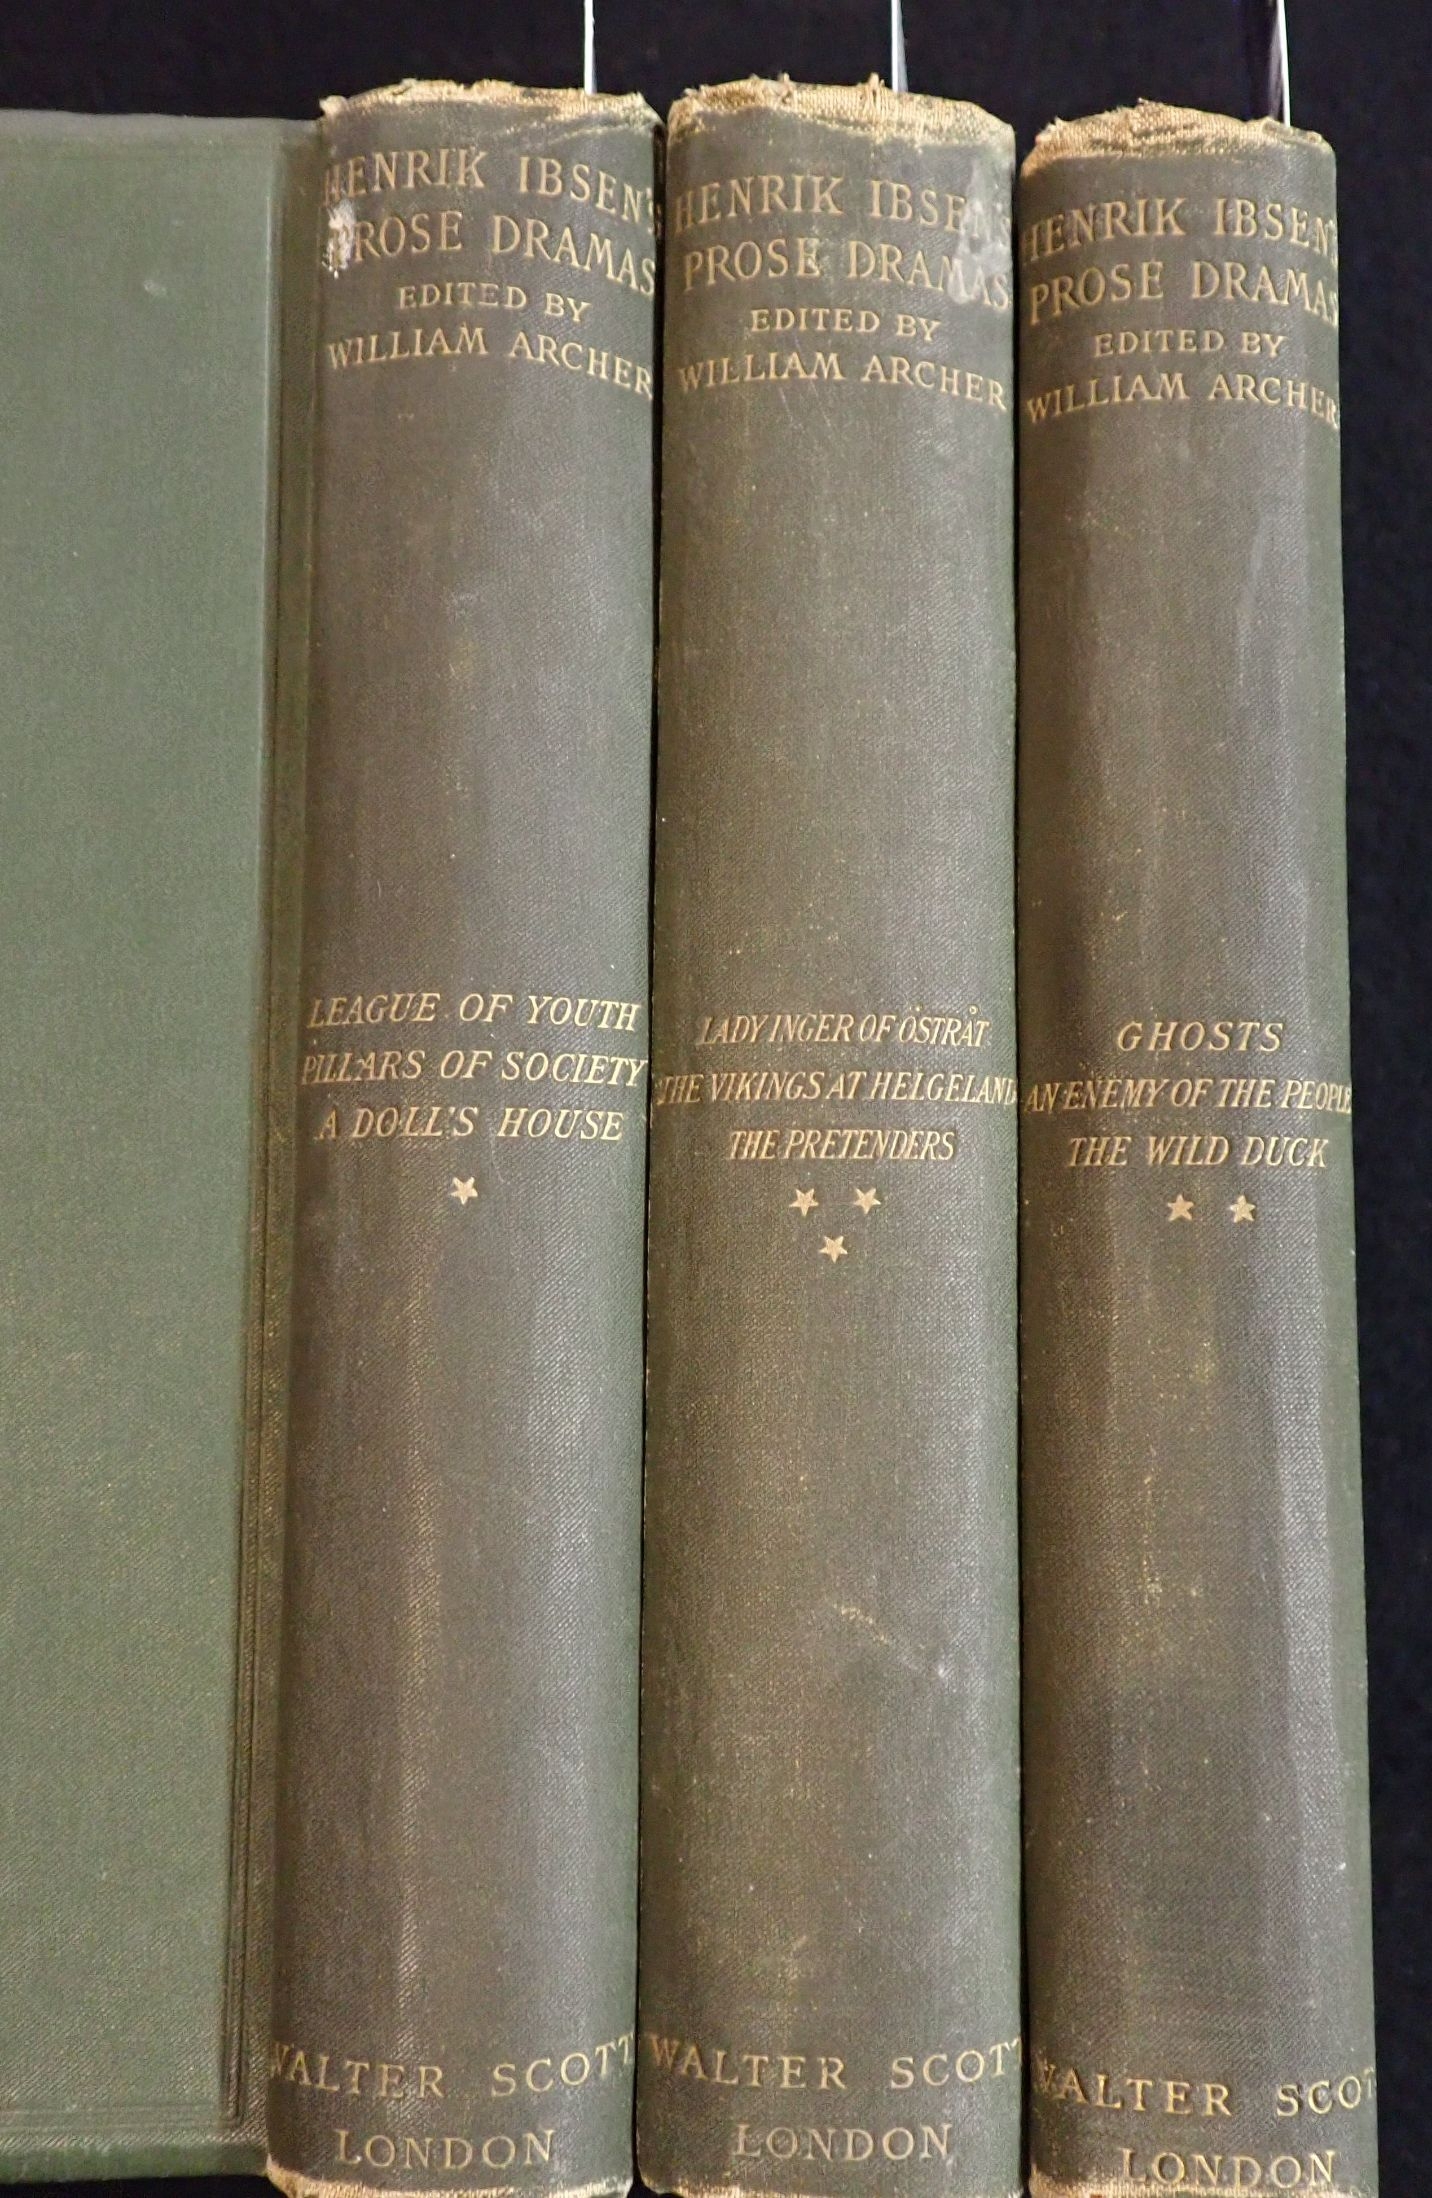 HENRIK IBSEN'S
PROSE DRAMAS
EDITED BY
WILLIAM ARCHER
LEAGUE OF YOUTH
PILLARS OF SOCIETY
A DOLL'S HOUSE
WALTER SCOTT
LONDON
HENRIK IBSEN'S
PROSE DRAMAS
EDITED BY
WILLIAM ARCHER
LADY INGER OF ÖSTRÅT
THE VIKINGS AT HELGELAND
THE PRETENDERS
WALTER SCOTT
LONDON
HENRIK IBSEN'S
PROSE DRAMAS
EDITED BY
WILLIAM ARCHER
GHOSTS
AN ENEMY OF THE PEOPLE
THE WILD DUCK
WALTER SCOT
LONDON